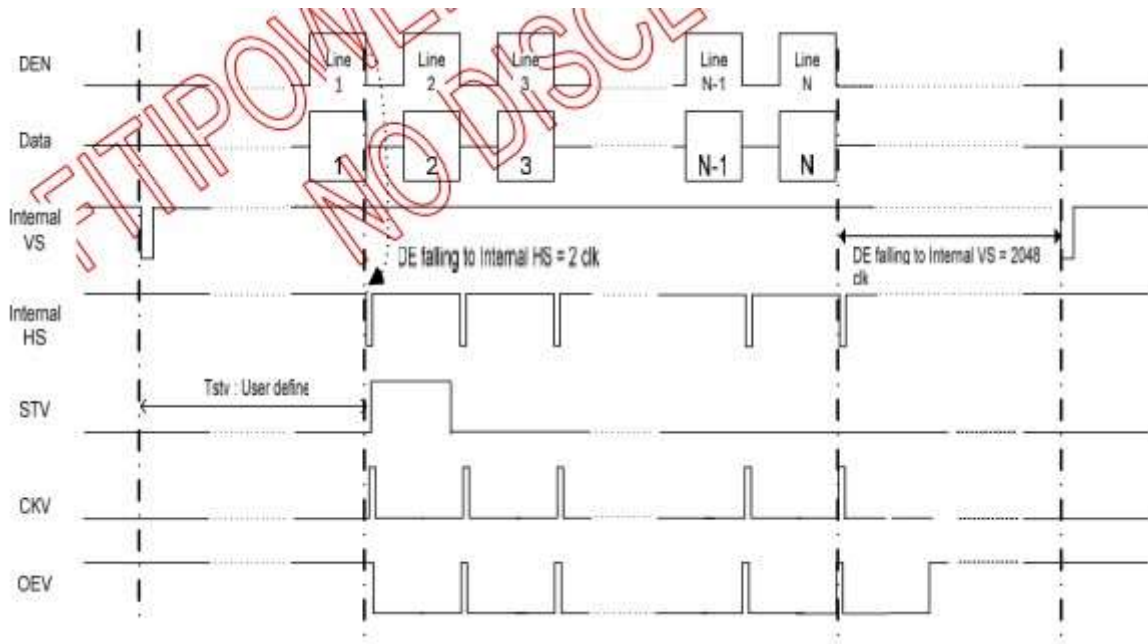 FITIPOWE
NO DISCL
DEN
Line 1
Line 2
Line 3
Line N-1
Line N
Data
1
2
3
N-1
N
Internal VS
DE falling to Internal HS = 2 clk
DE falling to Internal VS = 2048 clk
Internal HS
Tstv : User define
STV
CKV
OEV